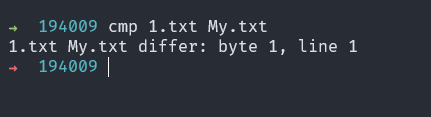 → 194009 cmp 1.txt My.txt
1.txt My.txt differ: byte 1, line 1
→ 194009